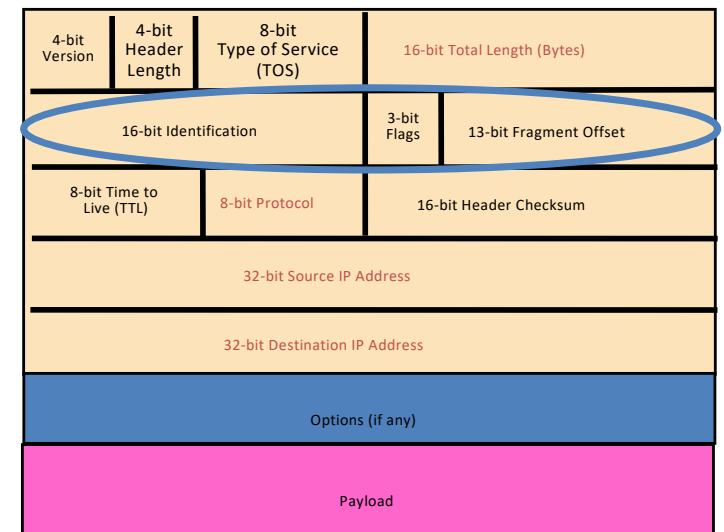 4-bit
Version
4-bit
Header
Length
8-bit
Type of Service
(TOS)
16-bit Total Length (Bytes)
16-bit Identification
3-bit
Flags
13-bit Fragment Offset
8-bit Time to
Live (TTL)
8-bit Protocol
16-bit Header Checksum
32-bit Source IP Address
32-bit Destination IP Address
Options (if any)
Payload